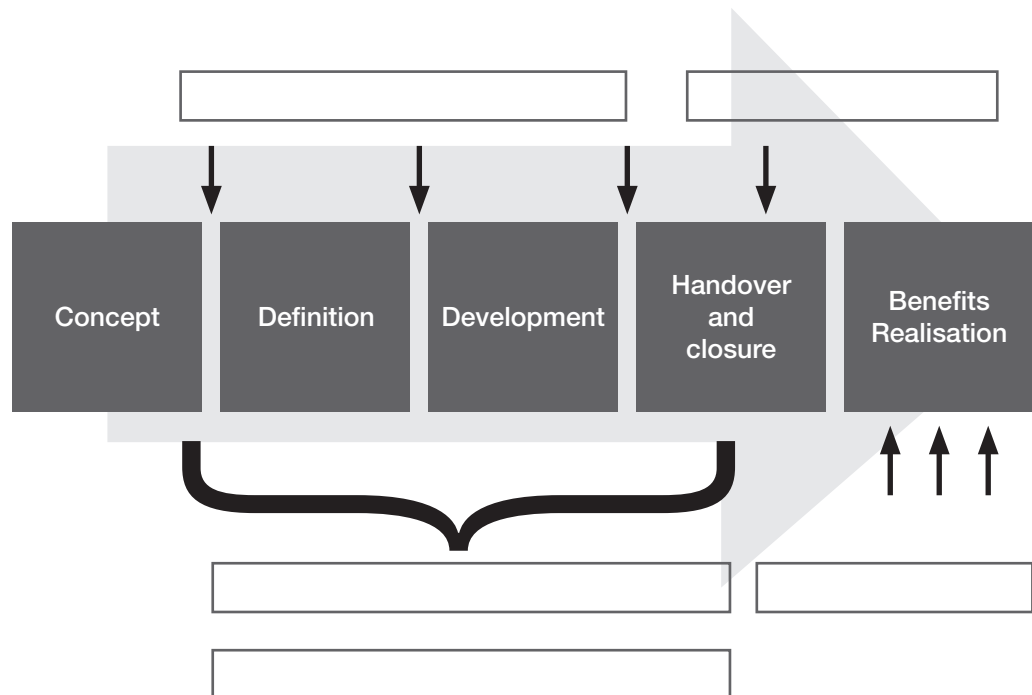 Concept
Definition
Development
Handover
and
closure
Benefits
Realisation